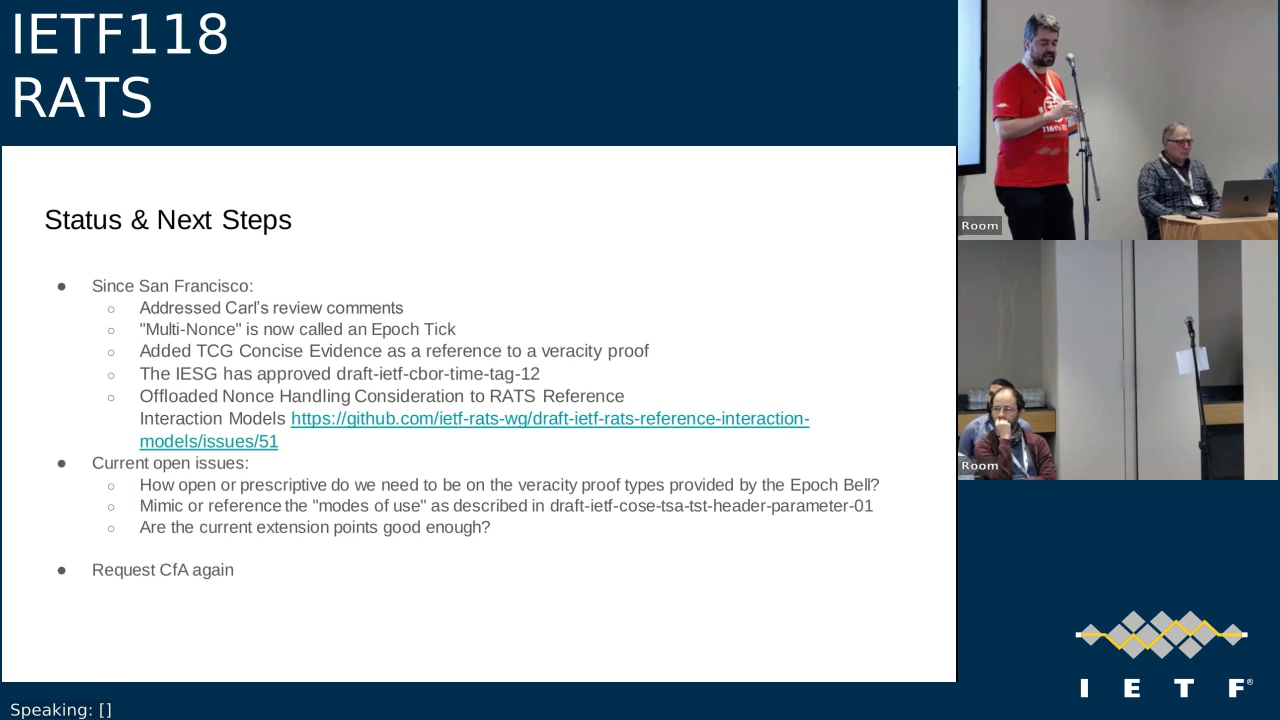 IETF118
RATS
Status & Next Steps
● Since San Francisco:
○ Addressed Carl's review comments
○ "Multi-Nonce" is now called an Epoch Tick
○ Added TCG Concise Evidence as a reference to a veracity proof
○ The IESG has approved draft-ietf-cbor-time-tag-12
○ Offloaded Nonce Handling Consideration to RATS Reference
Interaction Models https://github.com/ietf-rats-wg/draft-ietf-rats-reference-interaction-
models/issues/51
● Current open issues:
○ How open or prescriptive do we need to be on the veracity proof types provided by the Epoch Bell?
○ Mimic or reference the "modes of use" as described in draft-ietf-cose-tsa-tst-header-parameter-01
○ Are the current extension points good enough?
● Request CfA again
Room
Room
I E T F®
Speaking: []